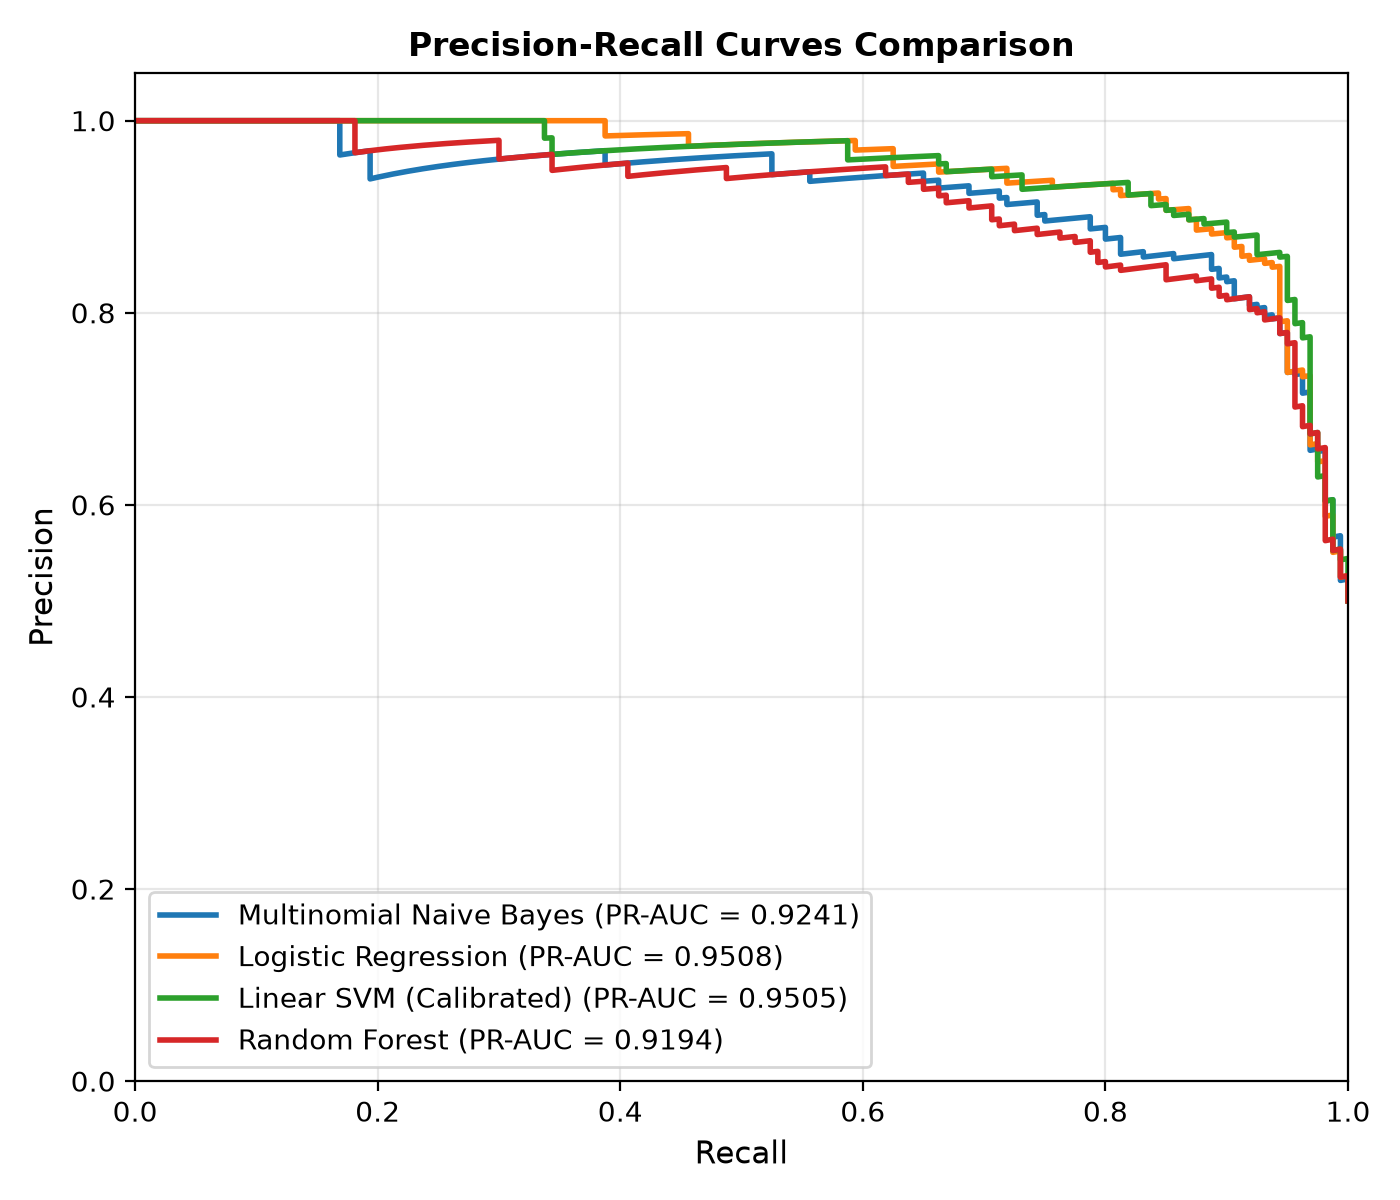 Precision-Recall Curves Comparison
1.0
0.8
0.6
0.4
0.2
0.0
Precision
Multinomial Naive Bayes (PR-AUC = 0.9241)
Logistic Regression (PR-AUC = 0.9508)
Linear SVM (Calibrated) (PR-AUC = 0.9505)
Random Forest (PR-AUC = 0.9194)
0.0 0.2 0.4 0.6 0.8 1.0
Recall